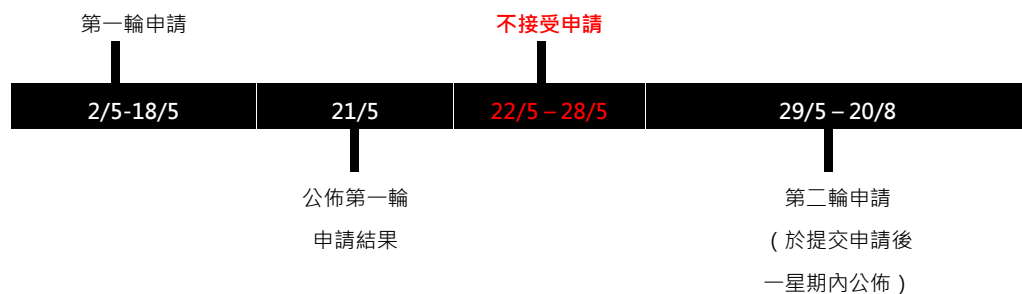 第一輪申請
不接受申請
2/5-18/5
21/5
22/5 – 28/5
29/5 – 20/8
公佈第一輪
申請結果
第二輪申請
( 於提交申請後
一星期內公佈 )